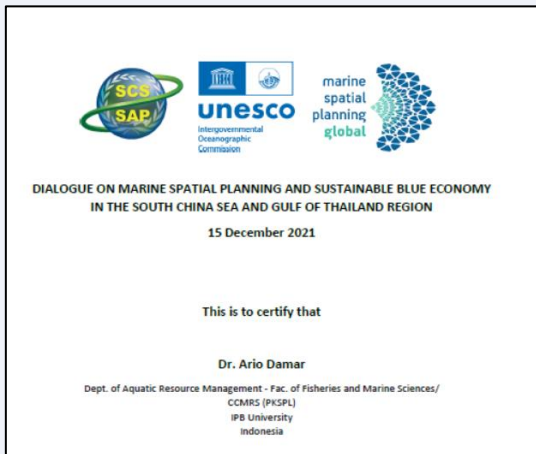 SCS
SAP
unesco
Intergovernmental
Oceanographic
Commission
marine
spatial
planning
global
DIALOGUE ON MARINE SPATIAL PLANNING AND SUSTAINABLE BLUE ECONOMY
IN THE SOUTH CHINA SEA AND GULF OF THAILAND REGION
15 December 2021
This is to certify that
Dr. Ario Damar
Dept. of Aquatic Resource Management - Fac. of Fisheries and Marine Sciences/
CCMRS (PKSPL)
IPB University
Indonesia